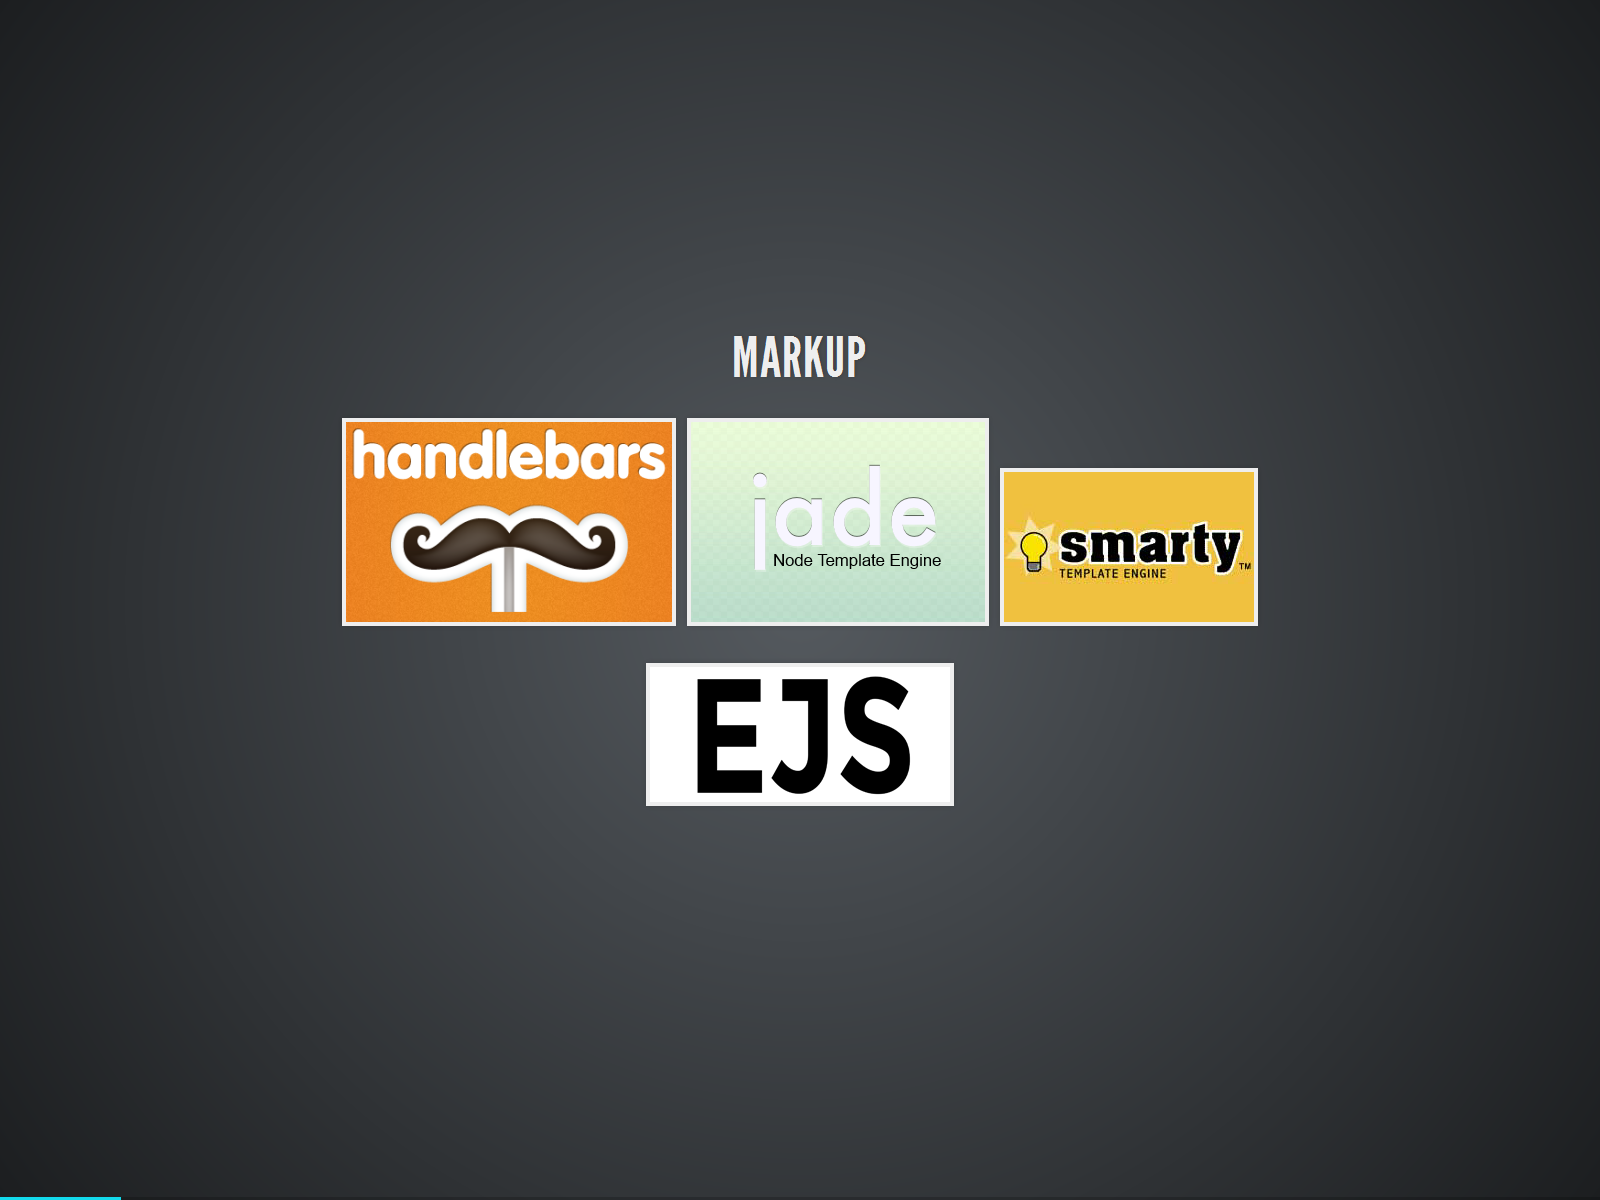 MARKUP
handlebars
jade
Node Template Engine
smarty
TEMPLATE ENGINE
TM
EJS